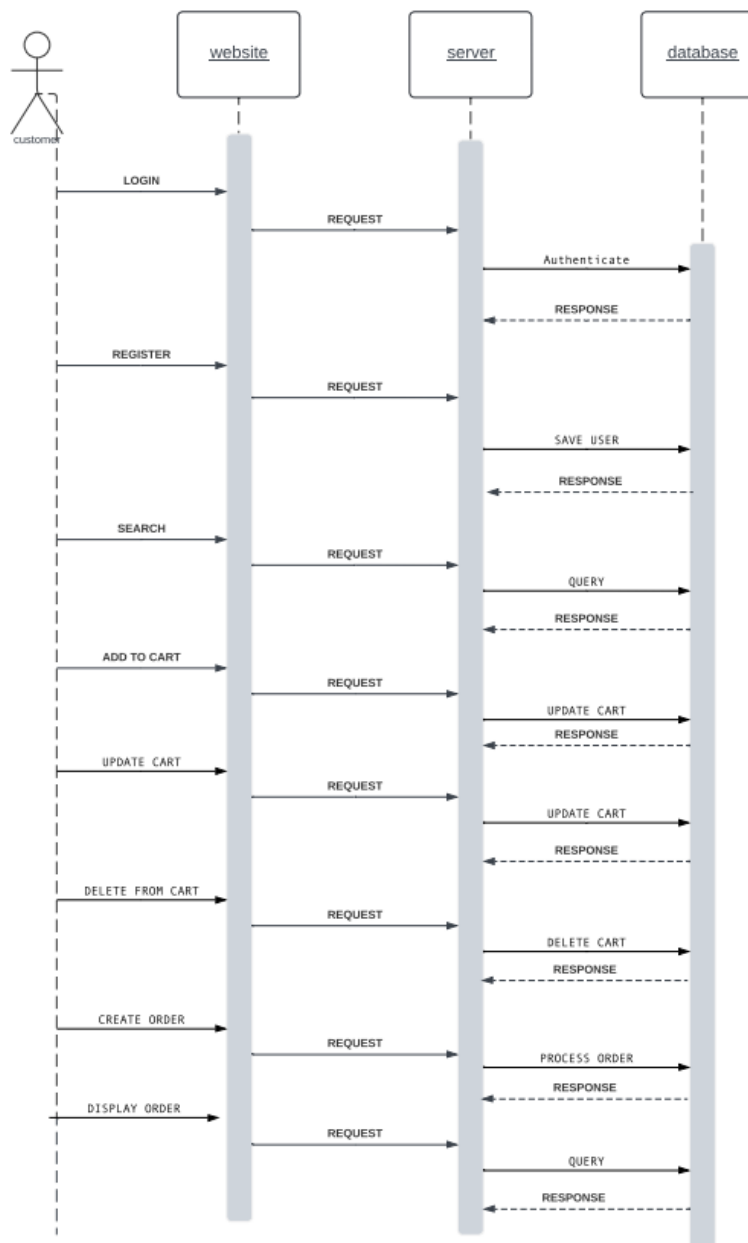 website
server
database
customer
LOGIN
REQUEST
Authenticate
RESPONSE
REGISTER
REQUEST
SAVE USER
RESPONSE
SEARCH
REQUEST
QUERY
RESPONSE
ADD TO CART
REQUEST
UPDATE CART
RESPONSE
UPDATE CART
REQUEST
UPDATE CART
RESPONSE
DELETE FROM CART
REQUEST
DELETE CART
RESPONSE
CREATE ORDER
REQUEST
PROCESS ORDER
RESPONSE
DISPLAY ORDER
REQUEST
QUERY
RESPONSE